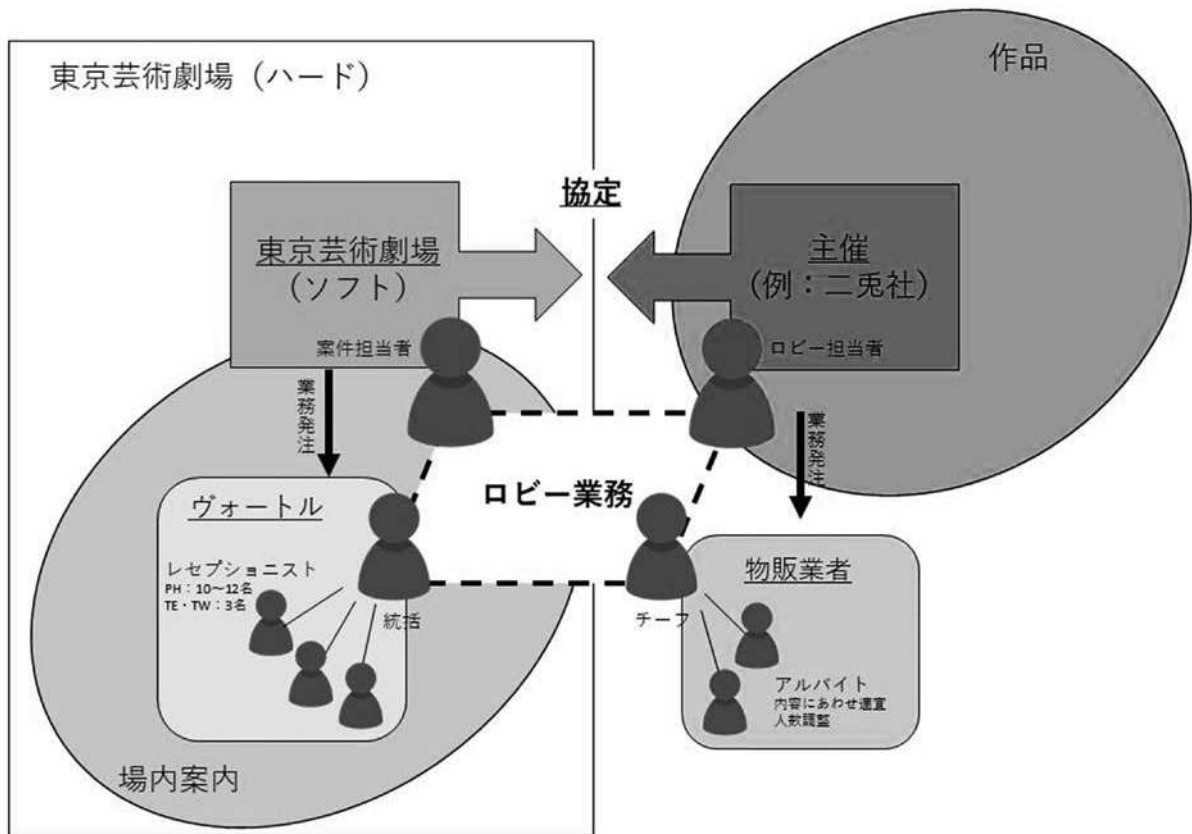 東京芸術劇場（ハード）
作品
協定
東京芸術劇場
（ソフト）
主催
（例：二兎社）
案件担当者
ロビー担当者
業務発注
業務発注
ロビー業務
ヴォートル
レセプショニスト
PH：10～12名
TE・TW：3名
統括
物販業者
チーフ
アルバイト
内容にあわせ適宜
人数調整
場内案内